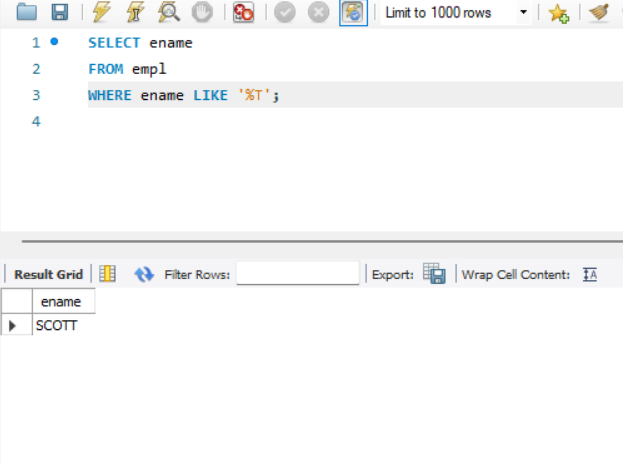 Limit to 1000 rows
1 SELECT ename
2 FROM empl
3 WHERE ename LIKE '%T';
4
Result Grid Filter Rows: Export: Wrap Cell Content: IA
ename
SCOTT